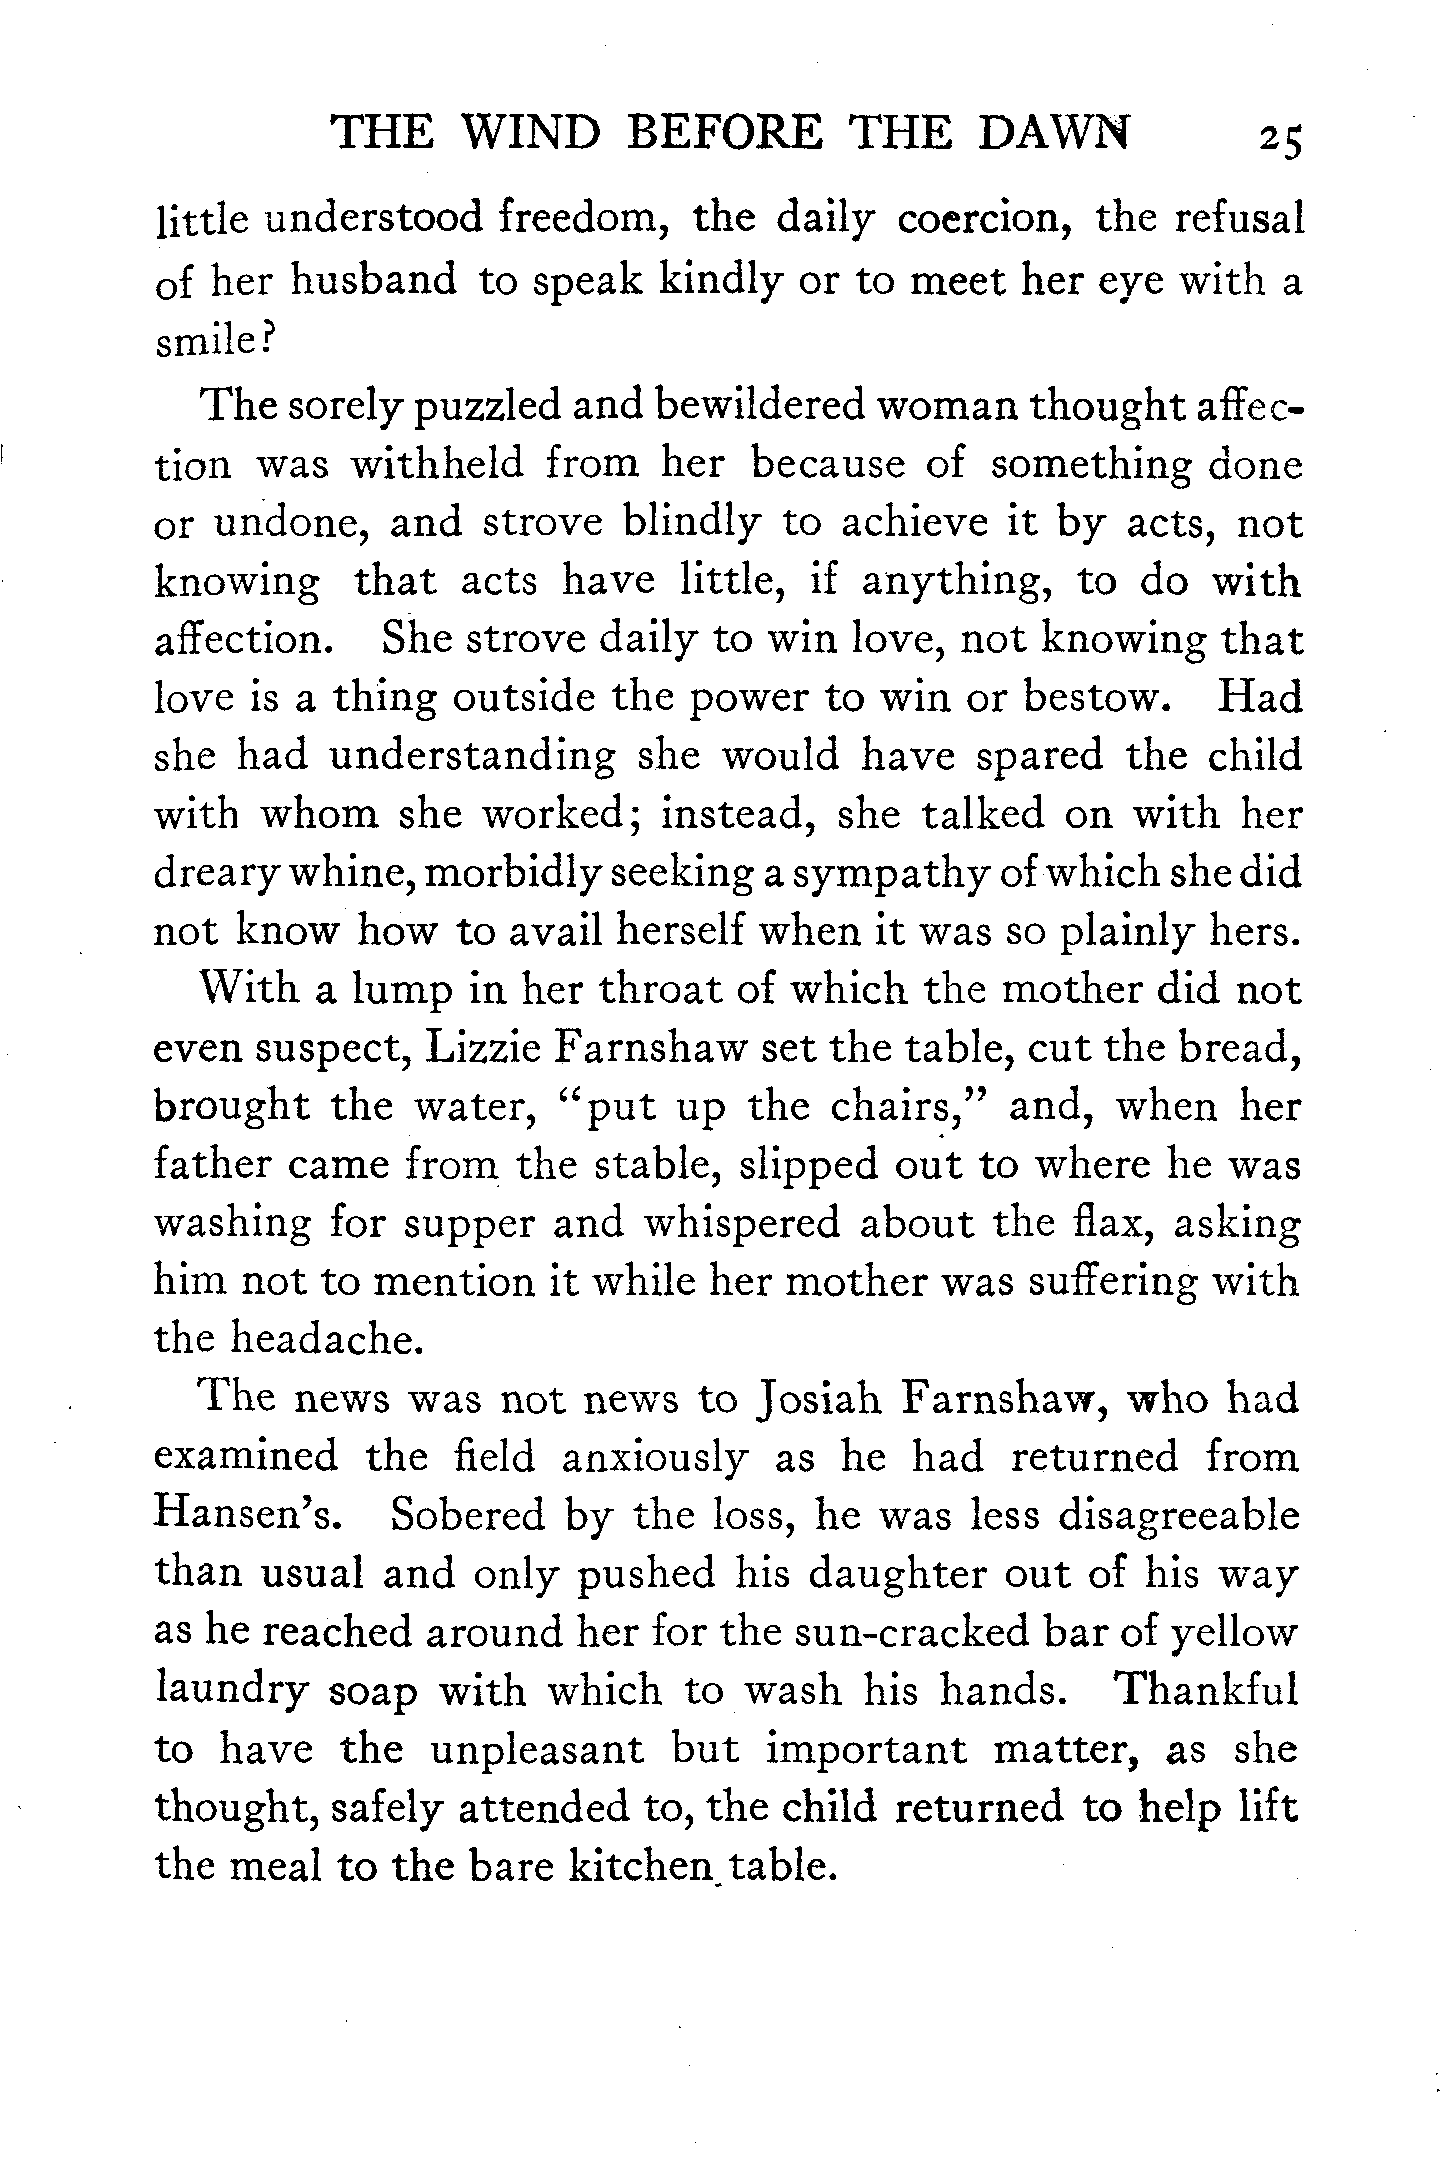 THE WIND BEFORE THE DAWN 25
little understood freedom, the daily coercion, the refusal
of her husband to speak kindly or to meet her eye with a
smile?
The sorely puzzled and bewildered woman thought affec-
tion was withheld from her because of something done
or undone, and strove blindly to achieve it by acts, not
knowing that acts have little, if anything, to do with
affection. She strove daily to win love, not knowing that
love is a thing outside the power to win or bestow. Had
she had understanding she would have spared the child
with whom she worked; instead, she talked on with her
dreary whine, morbidly seeking a sympathy of which she did
not know how to avail herself when it was so plainly hers.
With a lump in her throat of which the mother did not
even suspect, Lizzie Farnshaw set the table, cut the bread,
brought the water, “put up the chairs,” and, when her
father came from the stable, slipped out to where he was
washing for supper and whispered about the flax, asking
him not to mention it while her mother was suffering with
the headache.
The news was not news to Josiah Farnshaw, who had
examined the field anxiously as he had returned from
Hansen’s. Sobered by the loss, he was less disagreeable
than usual and only pushed his daughter out of his way
as he reached around her for the sun-cracked bar of yellow
laundry soap with which to wash his hands. Thankful
to have the unpleasant but important matter, as she
thought, safely attended to, the child returned to help lift
the meal to the bare kitchen table.